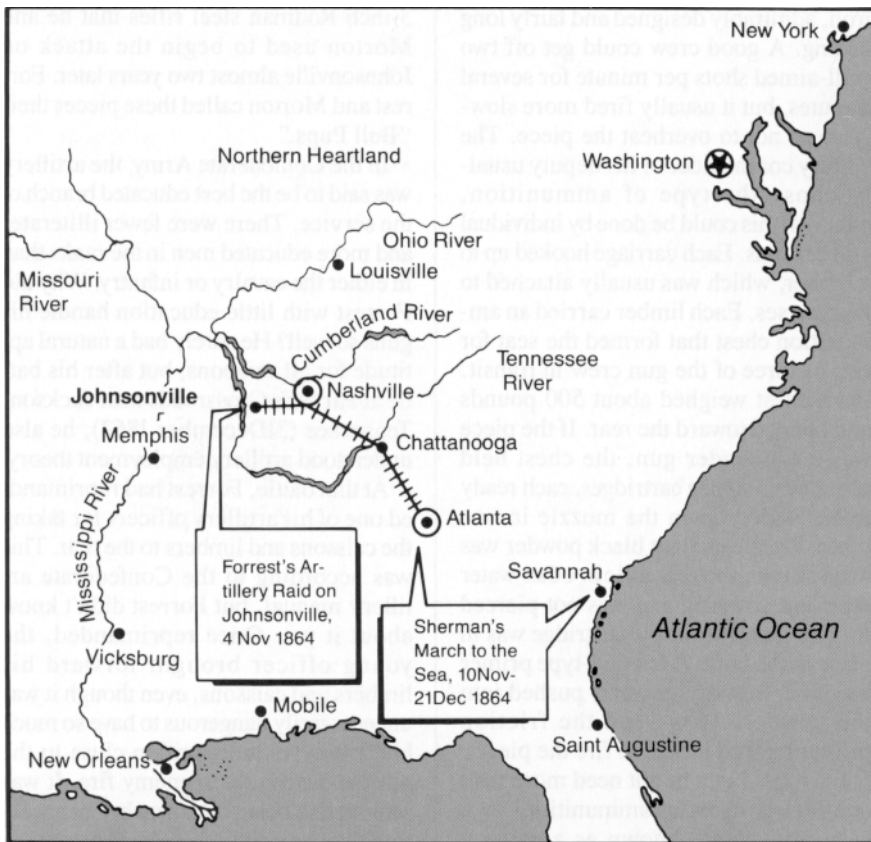 New York
Washington
Northern Heartland
Ohio River
Louisville
Missouri
River
Cumberland River
Tennessee
River
Nashville
Johnsonville
Memphis
Chattanooga
Atlanta
Mississippi River
Savannah
Forrest's Ar-
tillery Raid on
Jonsonville,
4 Nov 1864
Sherman's
March to the
Sea, 10Nov-
21Dec 1864
Atlantic Ocean
Vicksburg
Mobile
Saint Augustine
New Orleans